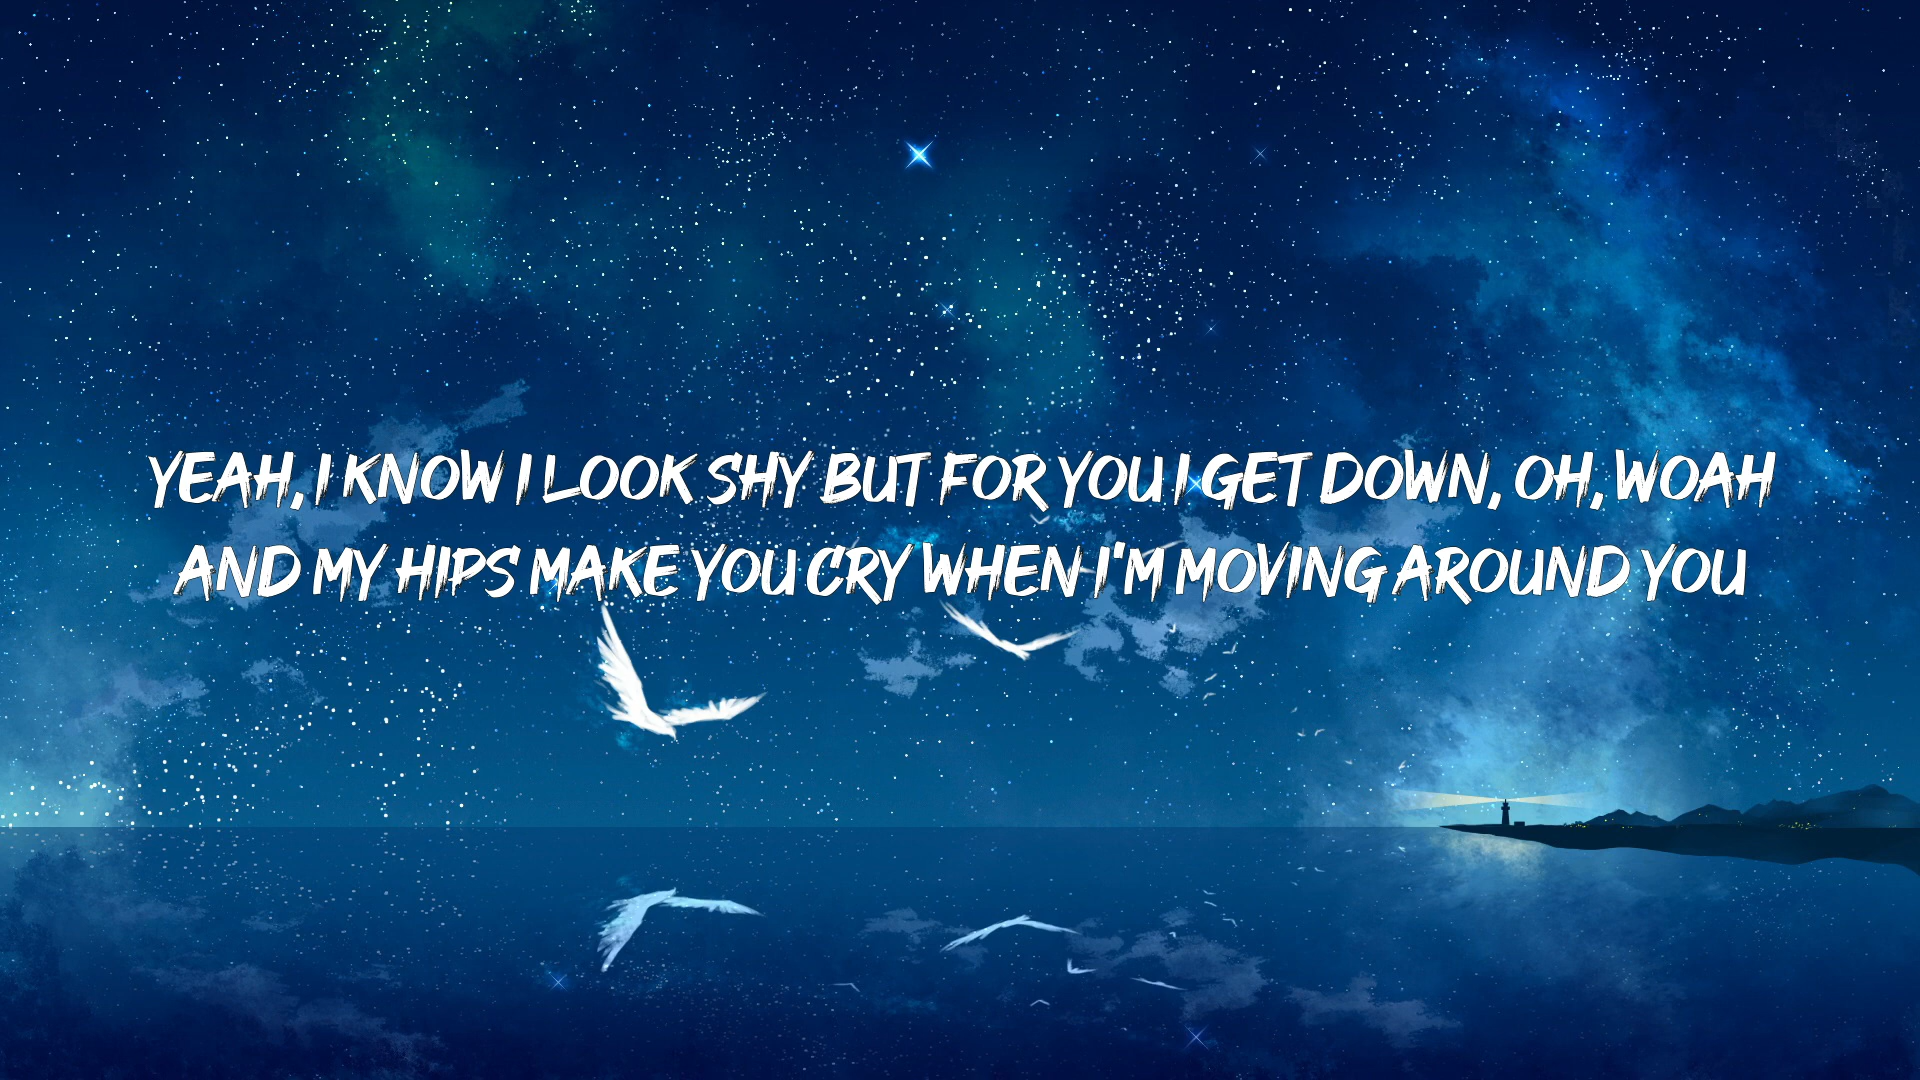 YEAH, I KNOW I LOOK SHY BUT FOR YOU I GET DOWN, OH, WOAH
AND MY HIPS MAKE YOU CRY WHEN I'M MOVING AROUND YOU